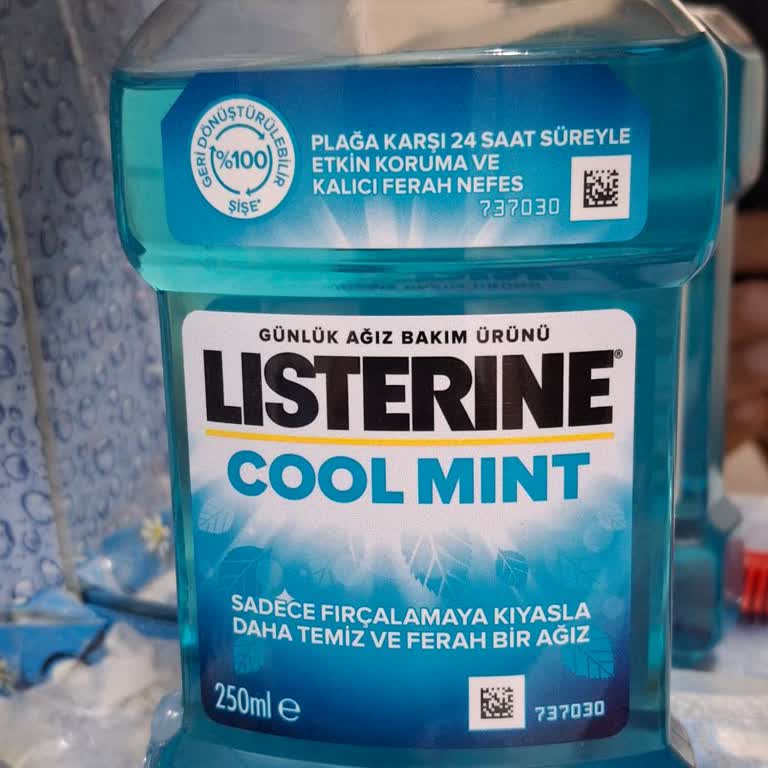 GERİ DÖNÜŞTÜRÜLEBİLİR
%100
ŞİŞE*
PLAĞA KARŞI 24 SAAT SÜREYLE
ETKİN KORUMA VE
KALICI FERAH NEFES
737030
GÜNLÜK AĞIZ BAKIM ÜRÜNÜ
LISTERINE®
COOL MINT
SADECE FIRÇALAMAYA KIYASLA
DAHA TEMİZ VE FERAH BİR AĞIZ
250ml e
737030